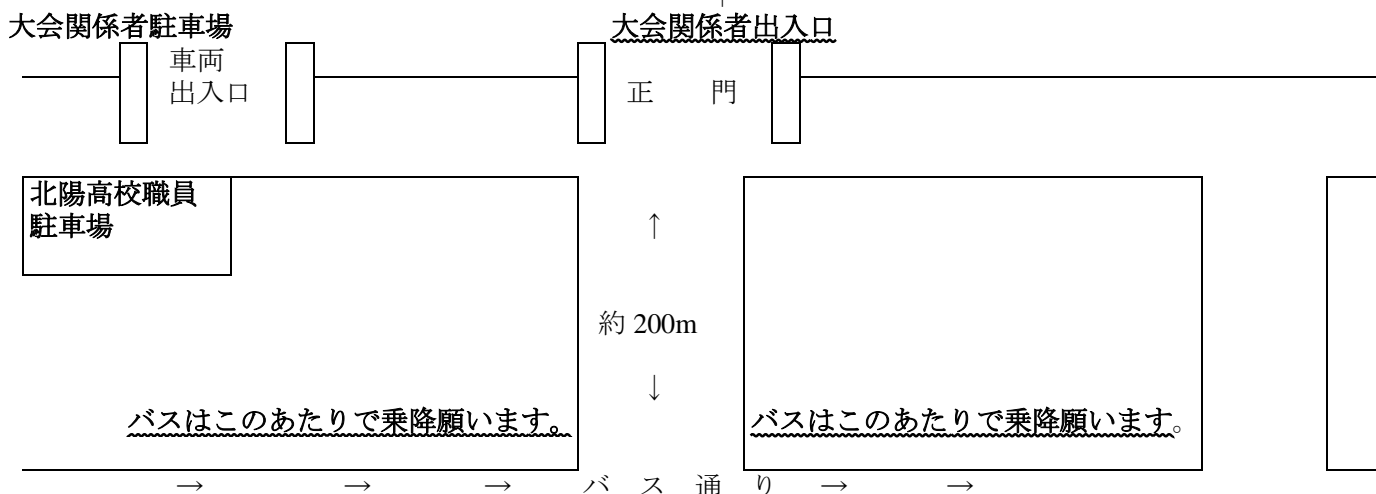 大会関係者駐車場
大会関係者出入口
車両
出入口
正 門
北陽高校職員
駐車場
↑
約 200m
↓
バスはこのあたりで乗降願います。
バスはこのあたりで乗降願います。
→ → → バ ス 通 り → →